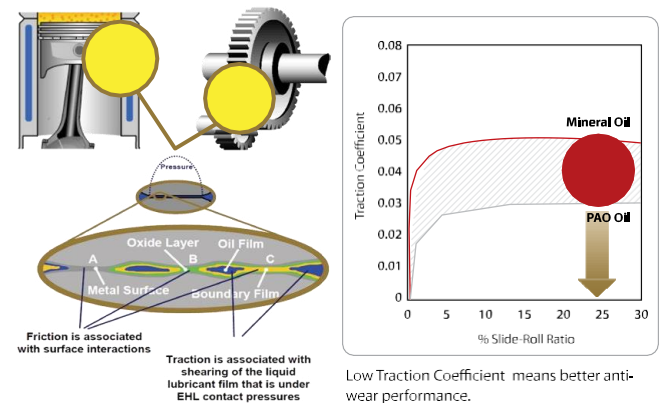 Pressure
Oxide Layer
Oil Film
A
B
C
Metal Surface
Boundary Film
Friction is associated
with surface interactions
Traction is associated with
shearing of the liquid
lubricant film that is under
EHL contact pressures
Traction Coefficient
0.08
0.07
0.06
0.05
0.04
0.03
0.02
0.01
0
Mineral Oil
PAO Oil
0 5 10 15 20 25 30
% Slide-Roll Ratio
Low Traction Coefficient means better anti-
wear performance.